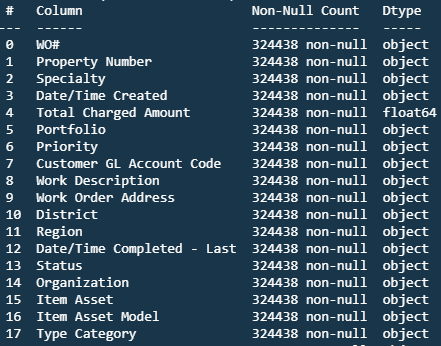 # Column Non-Null Count Dtype
--- ------ -------------- -----
0 WO# 324438 non-null object
1 Property Number 324438 non-null object
2 Specialty 324438 non-null object
3 Date/Time Created 324438 non-null object
4 Total Charged Amount 324438 non-null float64
5 Portfolio 324438 non-null object
6 Priority 324438 non-null object
7 Customer GL Account Code 324438 non-null object
8 Work Description 324438 non-null object
9 Work Order Address 324438 non-null object
10 District 324438 non-null object
11 Region 324438 non-null object
12 Date/Time Completed - Last 324438 non-null object
13 Status 324438 non-null object
14 Organization 324438 non-null object
15 Item Asset 324438 non-null object
16 Item Asset Model 324438 non-null object
17 Type Category 324438 non-null object